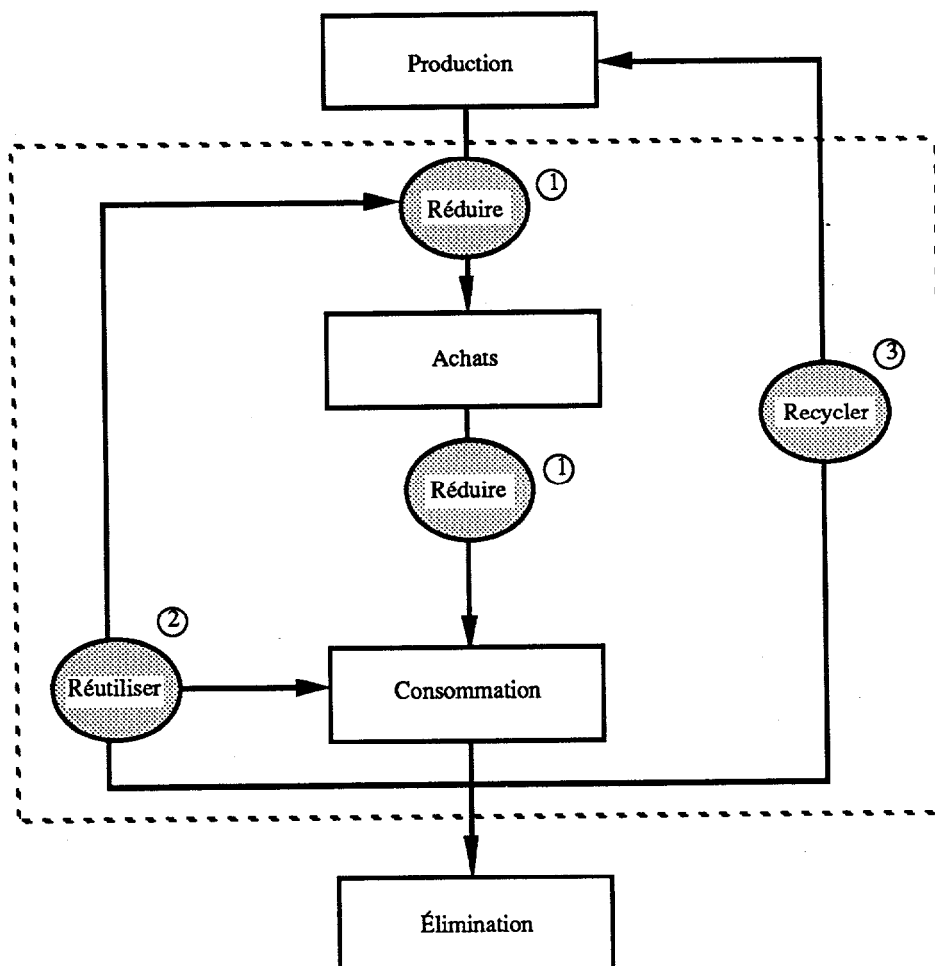 Production
1
Réduire
Achats
3
Recycler
1
Réduire
2
Réutiliser
Consommation
Élimination